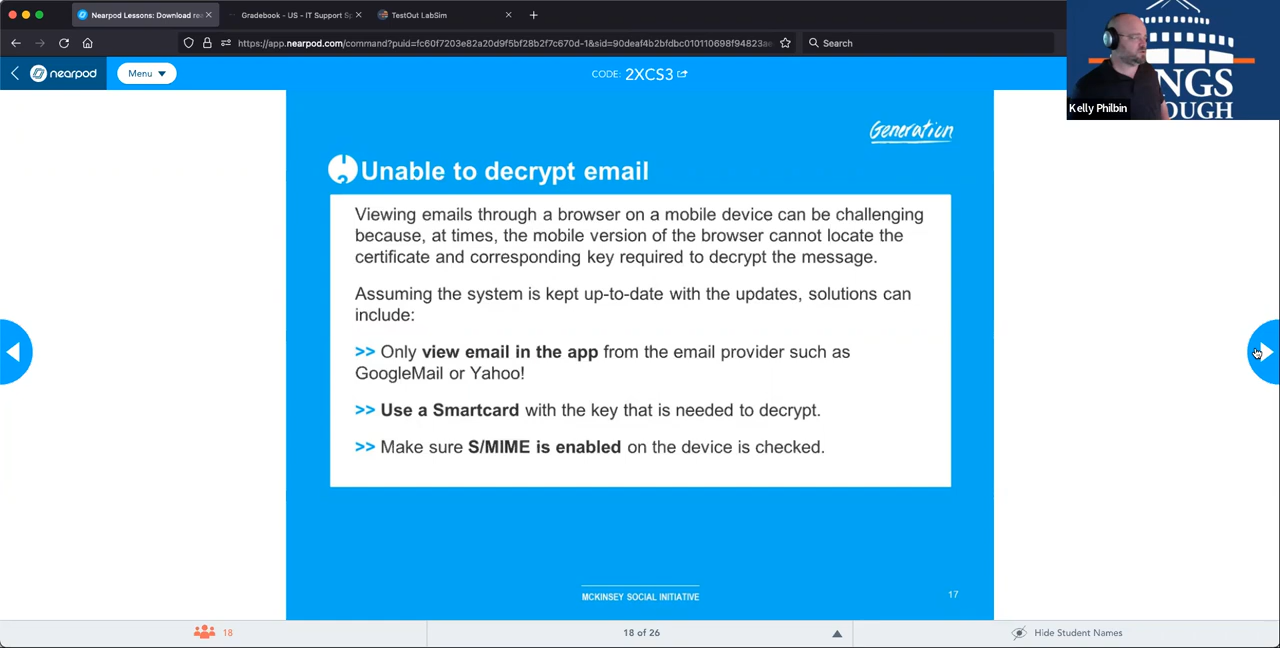 Nearpod Lessons: Download rea
Gradebook - US - IT Support Sp
TestOut LabSim
https://app.nearpod.com/command?puid=fc60f7203e82a20d9f5bf28b2f7c670d-1&sid=90deaf4b2fbfdbc010110698f94823ae
Search
nearpod
Menu
CODE: 2XCS3
NGS
OUGH
Kelly Philbin
Generation
Unable to decrypt email
Viewing emails through a browser on a mobile device can be challenging
because, at times, the mobile version of the browser cannot locate the
certificate and corresponding key required to decrypt the message.
Assuming the system is kept up-to-date with the updates, solutions can
include:
>> Only view email in the app from the email provider such as
GoogleMail or Yahoo!
>> Use a Smartcard with the key that is needed to decrypt.
>> Make sure S/MIME is enabled on the device is checked.
MCKINSEY SOCIAL INITIATIVE
17
18
18 of 26
Hide Student Names